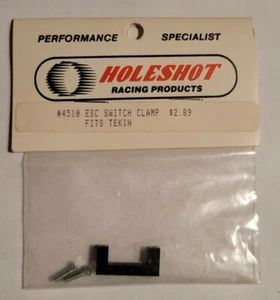 PERFORMANCE SPECIALIST
HOLESHOT
RACING PRODUCTS
#4510 ESC SWITCH CLAMP $2.89
FITS TEKIN